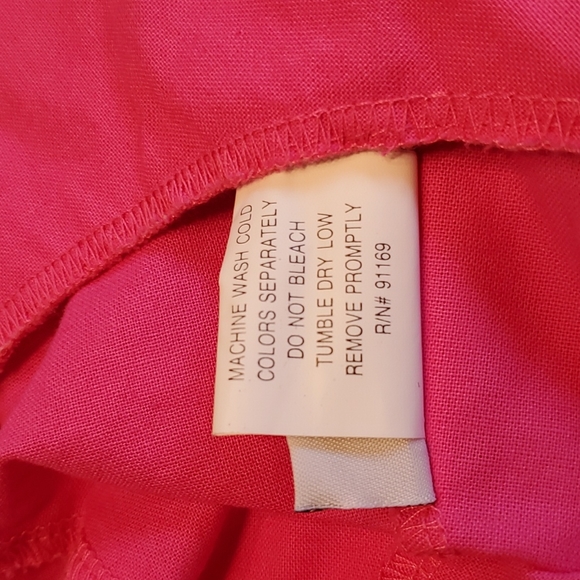 MACHINE WASH COLD
COLORS SEPARATELY
DO NOT BLEACH
TUMBLE DRY LOW
REMOVE PROMPTLY
R/N# 91169